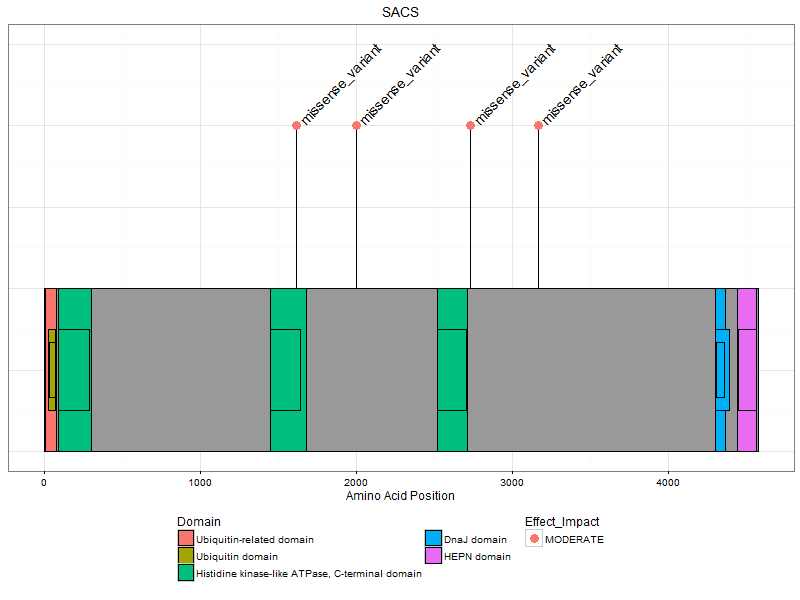 SACS
missense_variant
missense_variant
missense_variant
missense_variant
0 1000 2000 3000 4000
Amino Acid Position
Domain
Ubiquitin-related domain
Ubiquitin domain
Histidine kinase-like ATPase, C-terminal domain
DnaJ domain
HEPN domain
Effect_Impact
MODERATE